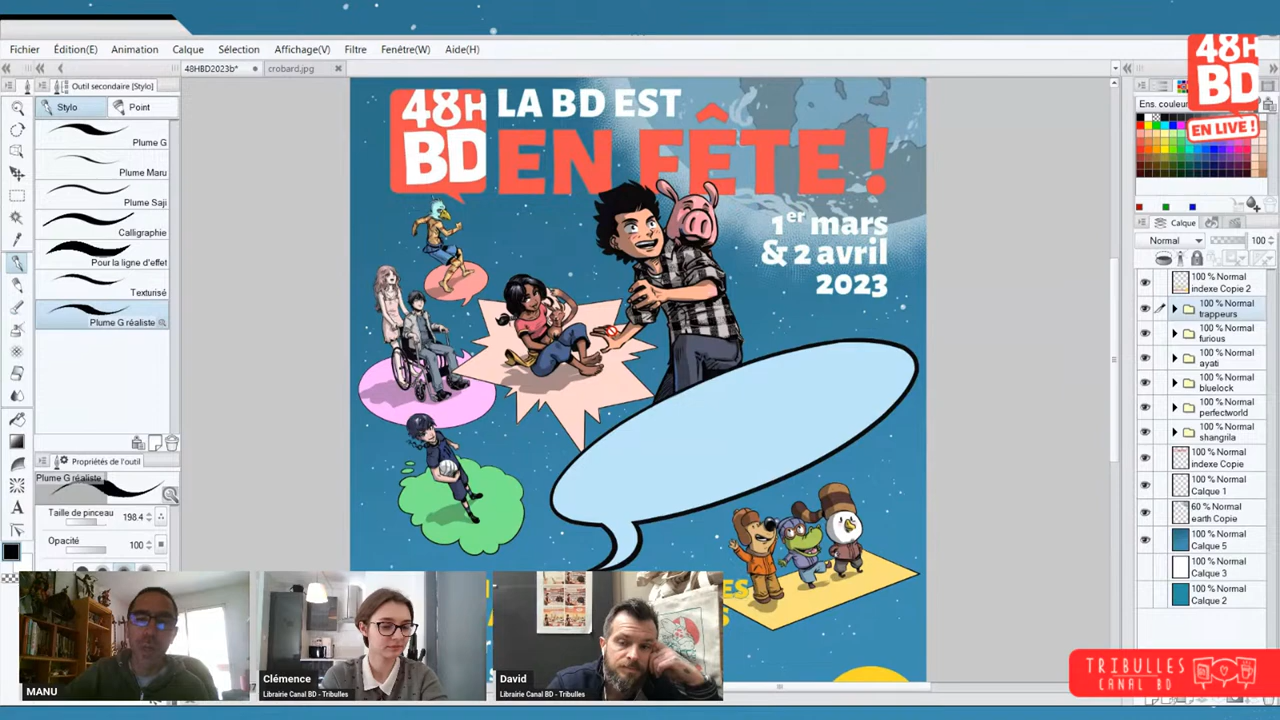 Fichier Édition(E) Animation Calque Sélection Affichage(V) Filtre Fenêtre(W) Aide(H)
48HBD2023b* crobard.jpg
Outil secondaire [Stylo]
Stylo Point
Plume G
Plume Maru
Plume Saji
Calligraphie
Pour la ligne d'effet
Texturisé
Plume G réaliste
Propriétés de l'outil
Plume G réaliste
Taille de pinceau 198.4
Opacité 100
48H BD
LA BD EST
EN FÊTE !
1er mars
& 2 avril
2023
48H
BD
EN LIVE !
Ens. couleur
Calque
Normal 100
100 % Normal
indexe Copie 2
100 % Normal
trappeurs
100 % Normal
furious
100 % Normal
ayati
100 % Normal
bluelock
100 % Normal
perfectworld
100 % Normal
shangrila
100 % Normal
indexe Copie
100 % Normal
Calque 1
60 % Normal
earth Copie
100 % Normal
Calque 5
100 % Normal
Calque 3
100 % Normal
Calque 2
MANU
Clémence
Librairie Canal BD - Tribulles
David
Librairie Canal BD - Tribulles
TRIBULLES
CANAL BD